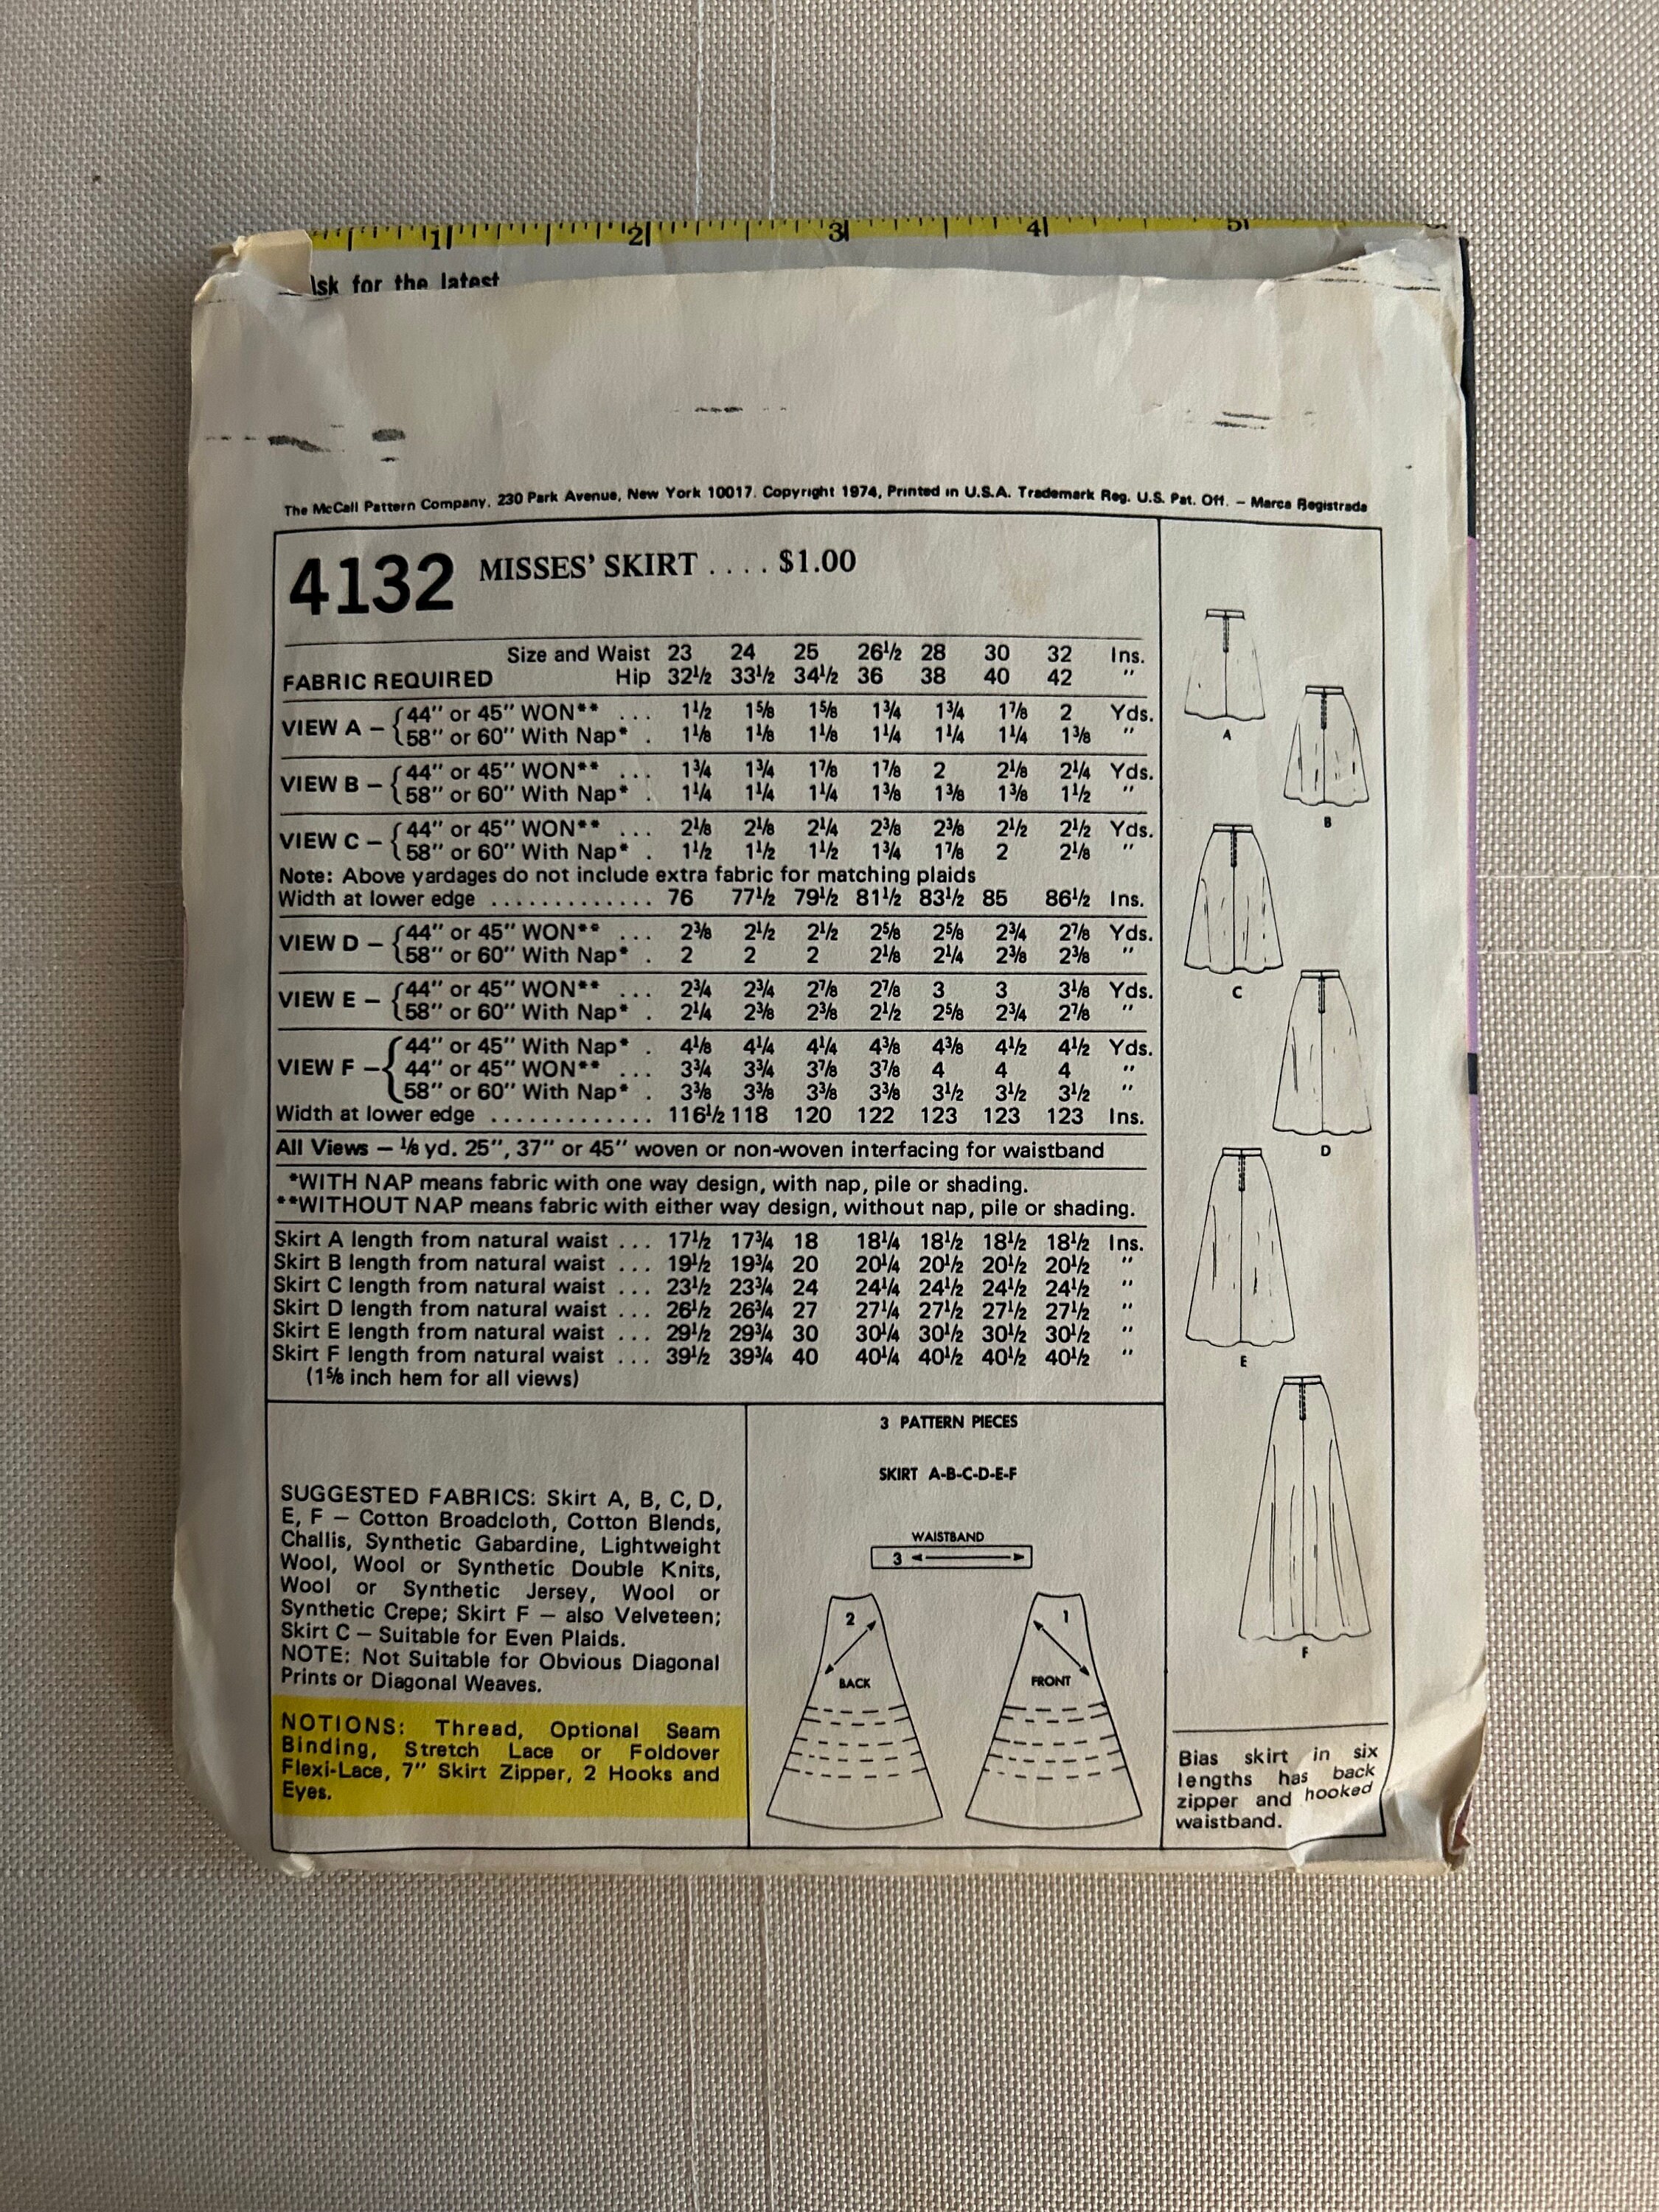 1 2 3 4 5
Ask for the latest
The McCall Pattern Company, 230 Park Avenue, New York 10017. Copyright 1974, Printed in U.S.A. Trademark Reg. U.S. Pat. Off. – Marca Registrada
4132 MISSES' SKIRT .... $1.00
Size and Waist 23 24 25 26½ 28 30 32 Ins.
FABRIC REQUIRED Hip 32½ 33½ 34½ 36 38 40 42 "
VIEW A – { 44" or 45" WON** ... 1½ 1⅝ 1⅝ 1¾ 1¾ 1⅞ 2 Yds.
58" or 60" With Nap* . 1⅛ 1⅛ 1⅛ 1¼ 1¼ 1¼ 1⅜ "
VIEW B – { 44" or 45" WON** ... 1¾ 1¾ 1⅞ 1⅞ 2 2⅛ 2¼ Yds.
58" or 60" With Nap* . 1¼ 1¼ 1¼ 1⅜ 1⅜ 1⅜ 1½ "
VIEW C – { 44" or 45" WON** ... 2⅛ 2⅛ 2¼ 2⅜ 2⅜ 2½ 2½ Yds.
58" or 60" With Nap* . 1½ 1½ 1½ 1¾ 1⅞ 2 2⅛ "
Note: Above yardages do not include extra fabric for matching plaids
Width at lower edge ............. 76 77½ 79½ 81½ 83½ 85 86½ Ins.
VIEW D – { 44" or 45" WON** ... 2⅜ 2½ 2½ 2⅝ 2⅝ 2¾ 2⅞ Yds.
58" or 60" With Nap* . 2 2 2 2⅛ 2¼ 2⅜ 2⅜ "
VIEW E – { 44" or 45" WON** ... 2¾ 2¾ 2⅞ 2⅞ 3 3 3⅛ Yds.
58" or 60" With Nap* . 2¼ 2⅜ 2⅜ 2½ 2⅝ 2¾ 2⅞ "
VIEW F – { 44" or 45" With Nap* . 4⅛ 4¼ 4¼ 4⅜ 4⅜ 4½ 4½ Yds.
44" or 45" WON** ... 3¾ 3¾ 3⅞ 3⅞ 4 4 4 "
58" or 60" With Nap* . 3⅜ 3⅜ 3⅜ 3⅜ 3½ 3½ 3½ "
Width at lower edge ............. 116½ 118 120 122 123 123 123 Ins.
All Views – ⅛ yd. 25", 37" or 45" woven or non-woven interfacing for waistband
*WITH NAP means fabric with one way design, with nap, pile or shading.
**WITHOUT NAP means fabric with either way design, without nap, pile or shading.
Skirt A length from natural waist ... 17½ 17¾ 18 18¼ 18½ 18½ 18½ Ins.
Skirt B length from natural waist ... 19½ 19¾ 20 20¼ 20½ 20½ 20½ "
Skirt C length from natural waist ... 23½ 23¾ 24 24¼ 24½ 24½ 24½ "
Skirt D length from natural waist ... 26½ 26¾ 27 27¼ 27½ 27½ 27½ "
Skirt E length from natural waist ... 29½ 29¾ 30 30¼ 30½ 30½ 30½ "
Skirt F length from natural waist ... 39½ 39¾ 40 40¼ 40½ 40½ 40½ "
(1⅝ inch hem for all views)
SUGGESTED FABRICS: Skirt A, B, C, D,
E, F – Cotton Broadcloth, Cotton Blends,
Challis, Synthetic Gabardine, Lightweight
Wool, Wool or Synthetic Double Knits,
Wool or Synthetic Jersey, Wool or
Synthetic Crepe; Skirt F – also Velveteen;
Skirt C – Suitable for Even Plaids.
NOTE: Not Suitable for Obvious Diagonal
Prints or Diagonal Weaves.
NOTIONS: Thread, Optional Seam
Binding, Stretch Lace or Foldover
Flexi-Lace, 7" Skirt Zipper, 2 Hooks and
Eyes.
3 PATTERN PIECES
SKIRT A-B-C-D-E-F
WAISTBAND
3
2
BACK
1
FRONT
A
B
C
D
E
F
Bias skirt in six
lengths has back
zipper and hooked
waistband.